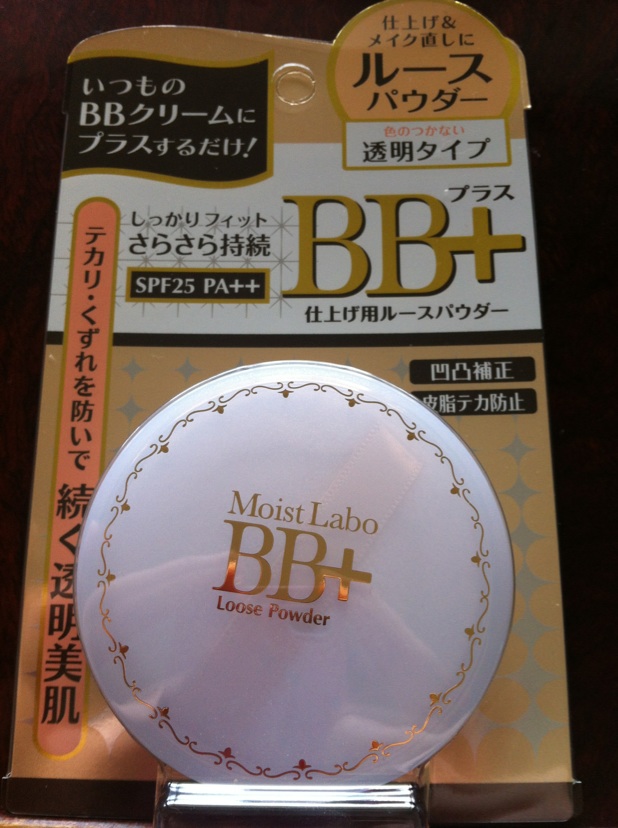 仕上げ&
メイク直しに
ルース
パウダー
色のつかない
透明タイプ
いつもの
BBクリームに
プラスするだけ!
しっかりフィット
さらさら持続
SPF25 PA++
プラス
BB+
仕上げ用ルースパウダー
テカリ・くずれを防いで 続く透明美肌
凹凸補正
皮脂テカ防止
Moist Labo
BB+
Loose Powder